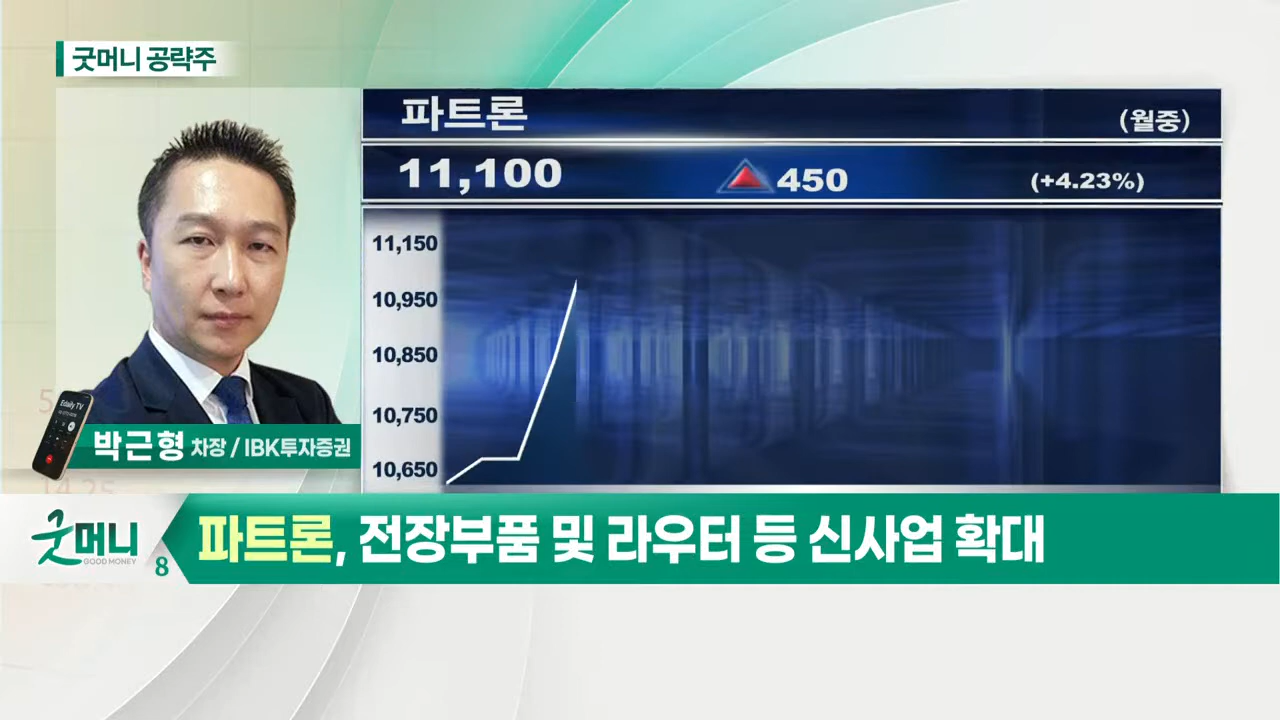 굿머니 공략주
파트론
(월중)
11,100
450
(+4.23%)
11,150
10,950
10,850
10,750
10,650
Edaily TV
박근형 차장 / IBK투자증권
굿머니
GOOD MONEY
8
파트론, 전장부품 및 라우터 등 신사업 확대